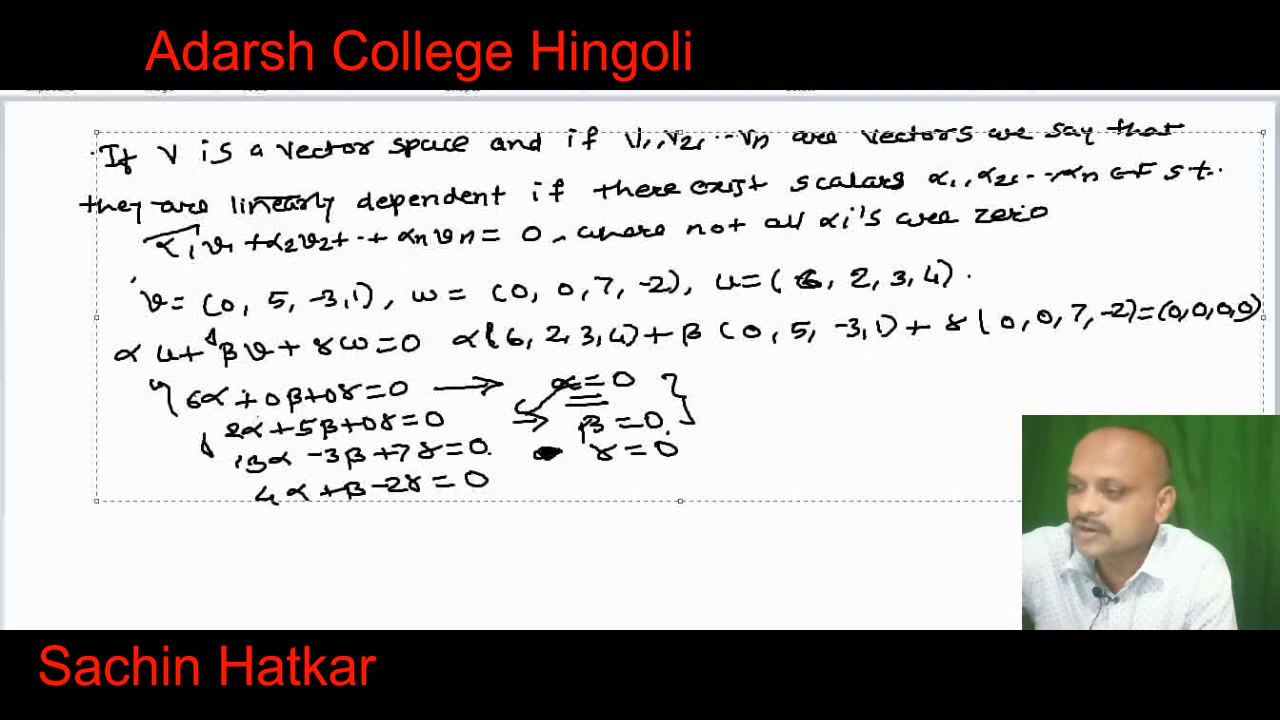 Adarsh College Hingoli
If V is a vector space and if V1, V2, ... Vn are vectors we say that
they are linearly dependent if there exist scalars α1, α2, ... αn ∈ F s.t.
α1v1 + α2v2 + ... + αnvn = 0, where not all αi's are zero
v = (0, 5, -3, 1), w = (0, 0, 7, -2), u = (6, 2, 3, 4).
αu + βv + γw = 0 α(6, 2, 3, 4) + β(0, 5, -3, 1) + γ(0, 0, 7, -2) = (0,0,0,0)
6α + 0β + 0γ = 0 → α = 0
2α + 5β + 0γ = 0 ⇒ β = 0.
3α - 3β + 7γ = 0. γ = 0
4α + β - 2γ = 0
Sachin Hatkar